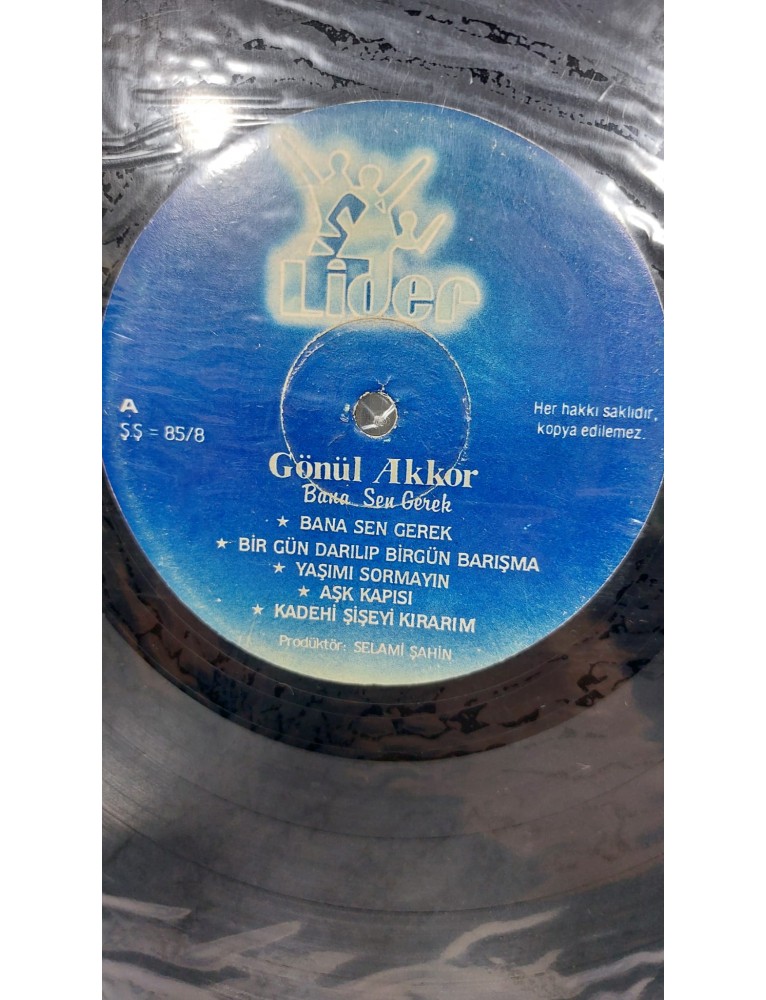 Lider
A
Ş.Ş = 85/8
Her hakkı saklıdır,
kopya edilemez.
Gönül Akkor
Bana Sen Gerek
★ BANA SEN GEREK
★ BİR GÜN DARILIP BİRGÜN BARIŞMA
★ YAŞIMI SORMAYIN
★ AŞK KAPISI
★ KADEHİ ŞİŞEYİ KIRARIM
Prodüktör: SELAMİ ŞAHİN